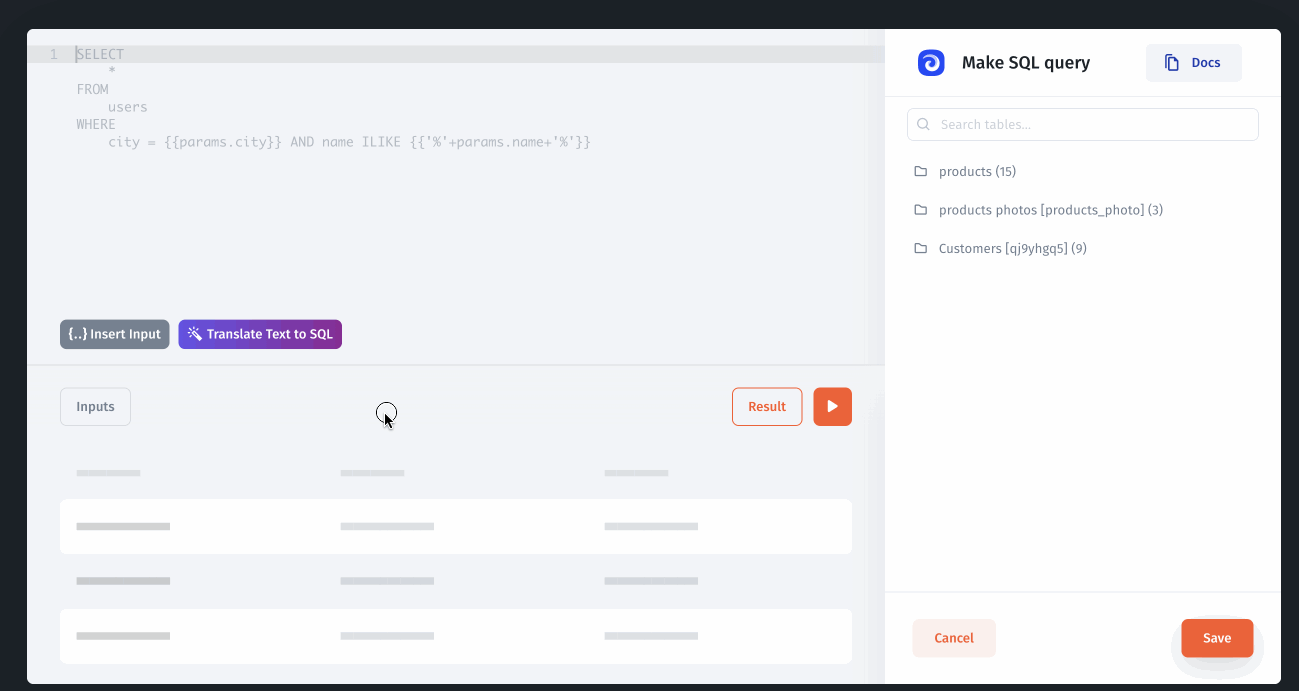 1 SELECT
*
FROM
users
WHERE
city = {{params.city}} AND name ILIKE {{'%'+params.name+'%'}}
{..} Insert Input
Translate Text to SQL
Inputs
Result
Make SQL query
Docs
Search tables...
products (15)
products photos [products_photo] (3)
Customers [qj9yhgq5] (9)
Cancel
Save